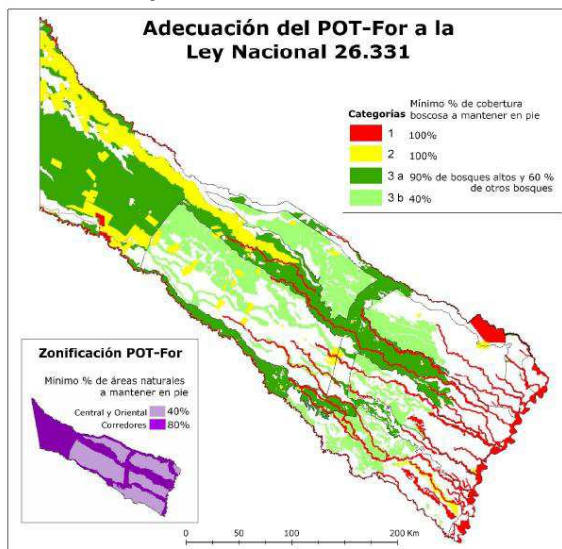 Adecuación del POT-For a la
Ley Nacional 26.331
Categorías
Mínimo % de cobertura
boscosa a mantener en pie
1 100%
2 100%
3 a 90% de bosques altos y 60 %
de otros bosques
3 b 40%
Zonificación POT-For
Mínimo % de áreas naturales
a mantener en pie
Central y Oriental 40%
Corredores 80%
0 50 100 200 Km